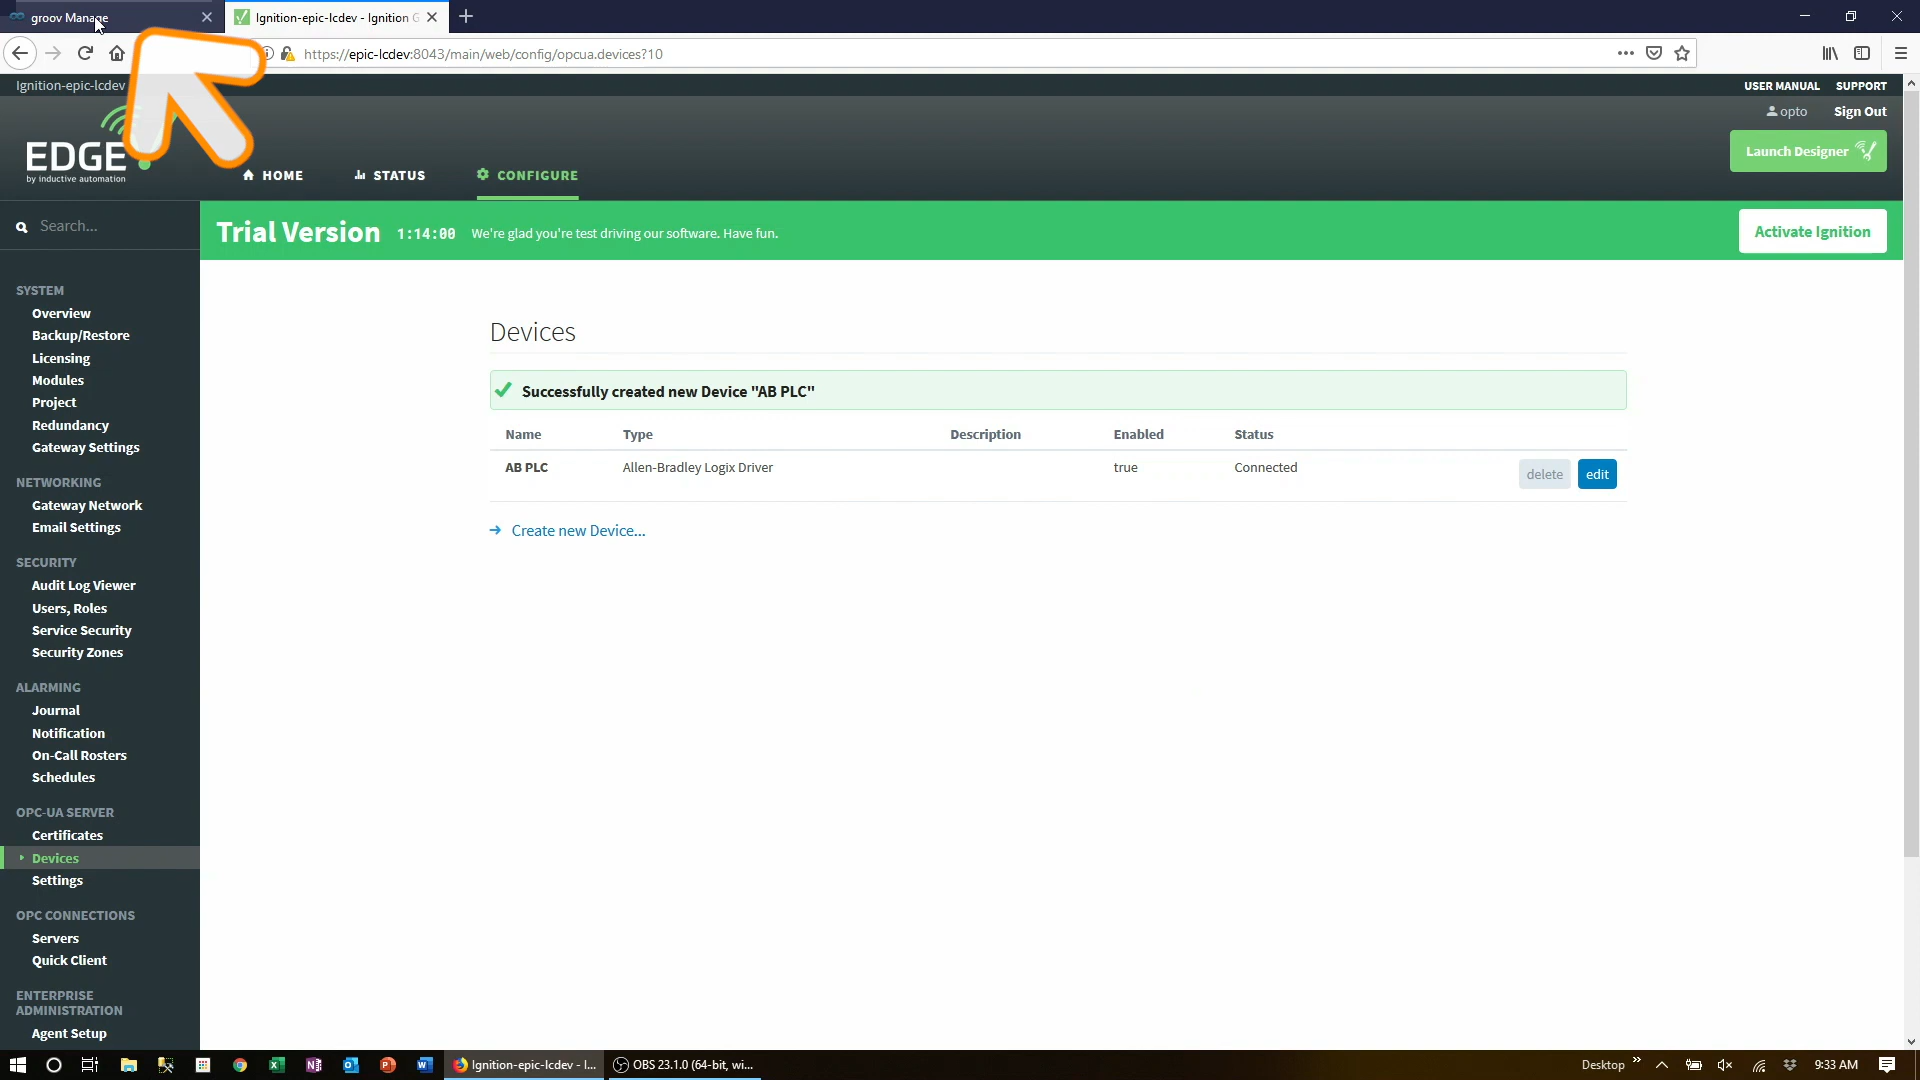 groov Manage
Ignition-epic-lcdev - Ignition G
https://epic-lcdev:8043/main/web/config/opcua.devices?10
Ignition-epic-lcdev
USER MANUAL
SUPPORT
opto
Sign Out
EDGE
by inductive automation
HOME
STATUS
CONFIGURE
Launch Designer
Search...
Trial Version
1:14:00
We're glad you're test driving our software. Have fun.
Activate Ignition
SYSTEM
Overview
Backup/Restore
Licensing
Modules
Project
Redundancy
Gateway Settings
NETWORKING
Gateway Network
Email Settings
SECURITY
Audit Log Viewer
Users, Roles
Service Security
Security Zones
ALARMING
Journal
Notification
On-Call Rosters
Schedules
OPC-UA SERVER
Certificates
Devices
Settings
OPC CONNECTIONS
Servers
Quick Client
ENTERPRISE
ADMINISTRATION
Agent Setup
Devices
Successfully created new Device "AB PLC"
Name Type Description Enabled Status
AB PLC Allen-Bradley Logix Driver true Connected
delete
edit
Create new Device...
Ignition-epic-lcdev - I...
OBS 23.1.0 (64-bit, wi...
Desktop
9:33 AM